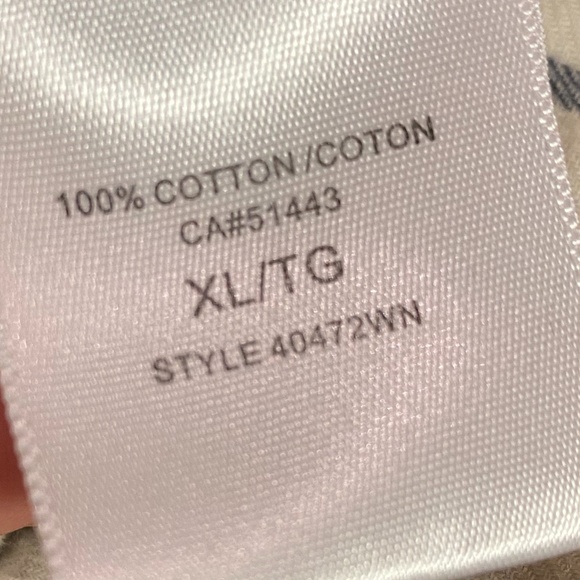 100% COTTON/COTON
CA#51443
XL/TG
STYLE 40472WN